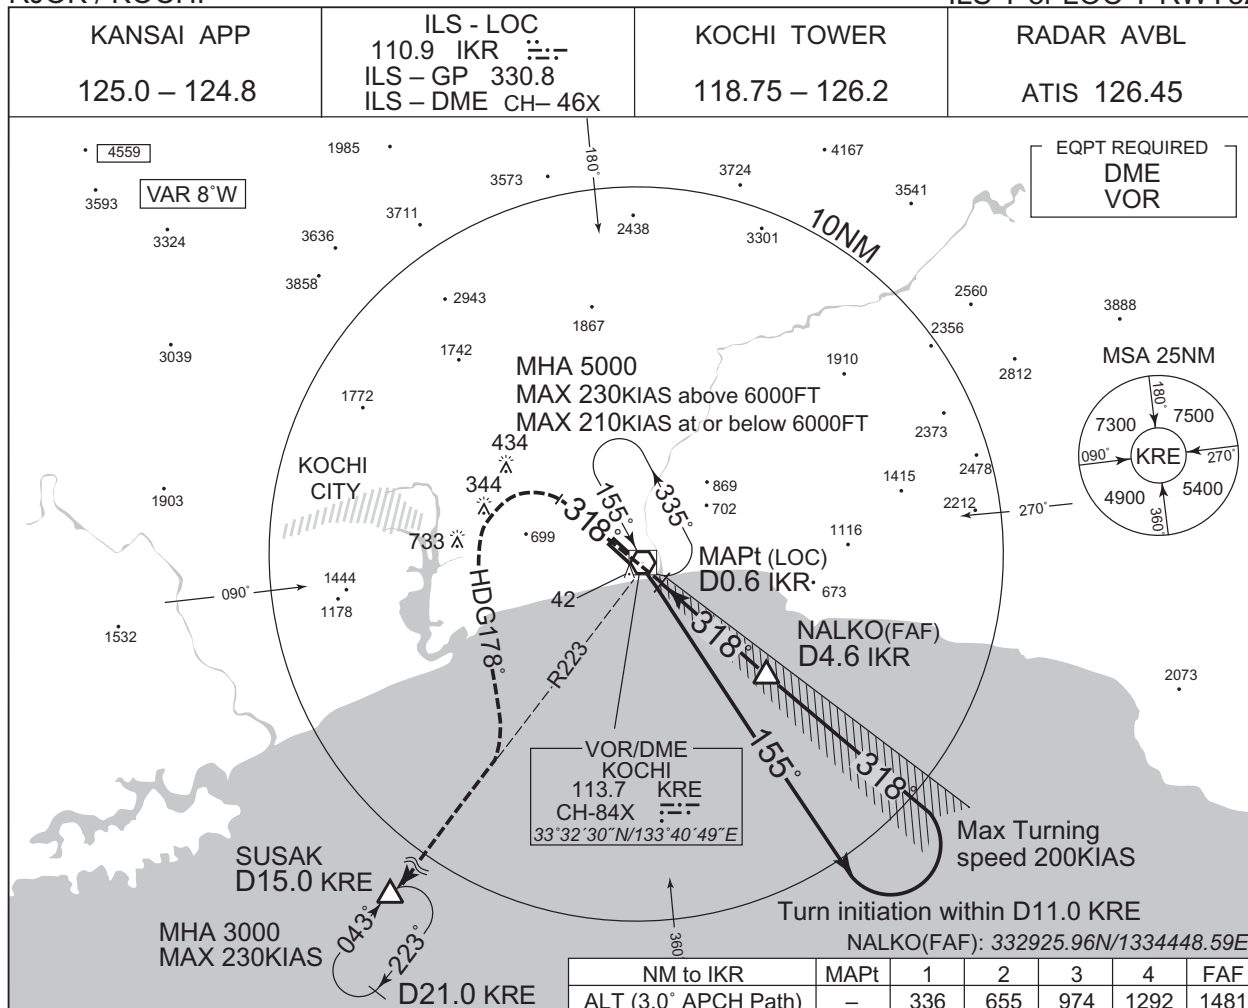 KANSAI APP
125.0 – 124.8
ILS - LOC
110.9 IKR
ILS – GP 330.8
ILS – DME CH– 46X
KOCHI TOWER
118.75 – 126.2
RADAR AVBL
ATIS 126.45
EQPT REQUIRED
DME
VOR
VAR 8°W
4559
3593
3324
1985
3573
3711
3636
3858
180°
2438
3724
4167
3541
3301
10NM
2943
1867
1742
3039
1772
1903
2560
2356
3888
2812
1910
2373
2478
2212
1415
1116
MHA 5000
MAX 230KIAS above 6000FT
MAX 210KIAS at or below 6000FT
MSA 25NM
180°
7300
7500
090°
KRE
270°
4900
5400
360°
270°
KOCHI
CITY
434
344
733
699
869
702
155°
335°
318°
MAPt (LOC)
D0.6 IKR
673
1444
1178
090°
1532
42
HDG178°
R223
318°
NALKO(FAF)
D4.6 IKR
2073
155°
318°
VOR/DME
KOCHI
113.7 KRE
CH-84X
33°32´30˝N/133°40´49˝E
Max Turning
speed 200KIAS
SUSAK
D15.0 KRE
043°
223°
MHA 3000
MAX 230KIAS
D21.0 KRE
360°
Turn initiation within D11.0 KRE
NALKO(FAF): 332925.96N/1334448.59E
NM to IKR MAPt 1 2 3 4 FAF
ALT (3.0° APCH Path) – 336 655 974 1292 1481